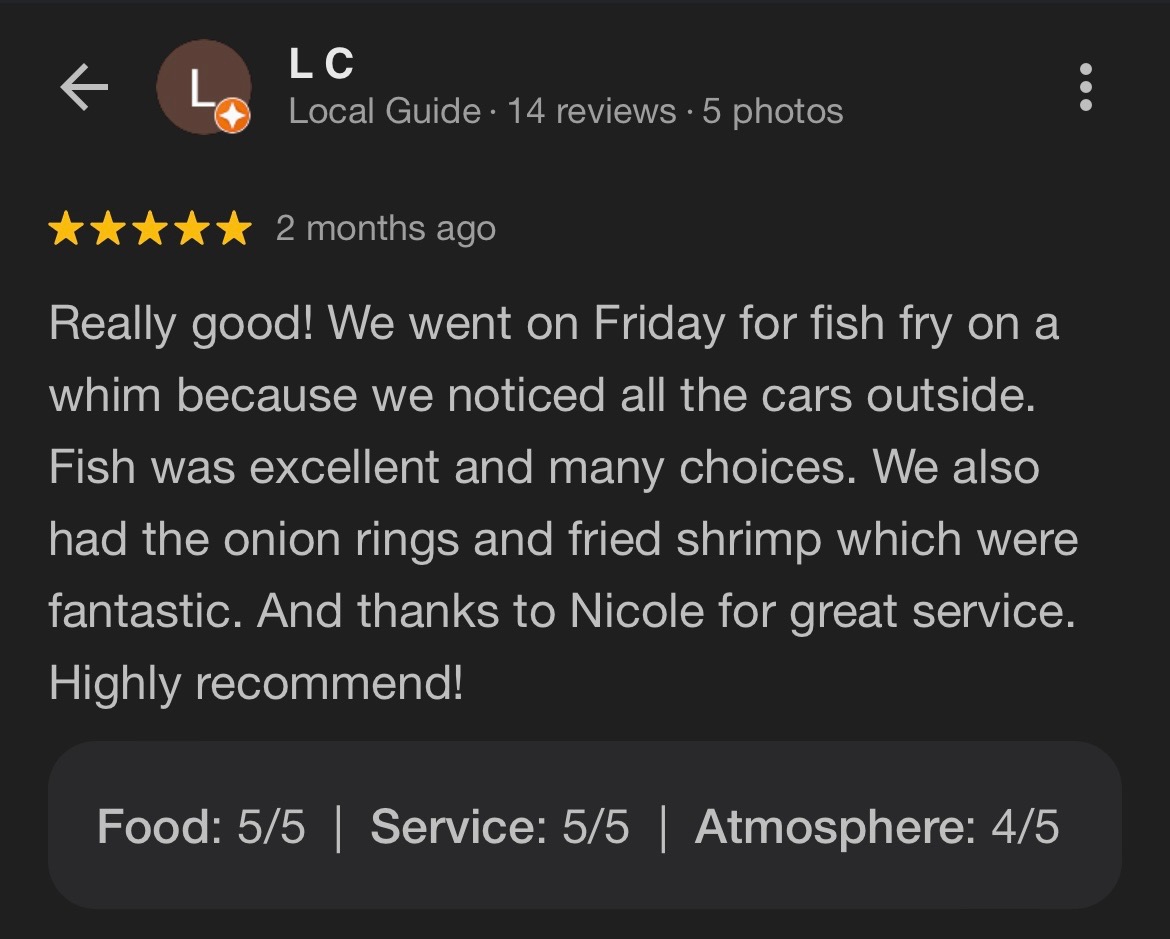 L C
L
Local Guide · 14 reviews · 5 photos
2 months ago
Really good! We went on Friday for fish fry on a
whim because we noticed all the cars outside.
Fish was excellent and many choices. We also
had the onion rings and fried shrimp which were
fantastic. And thanks to Nicole for great service.
Highly recommend!
Food: 5/5 | Service: 5/5 | Atmosphere: 4/5